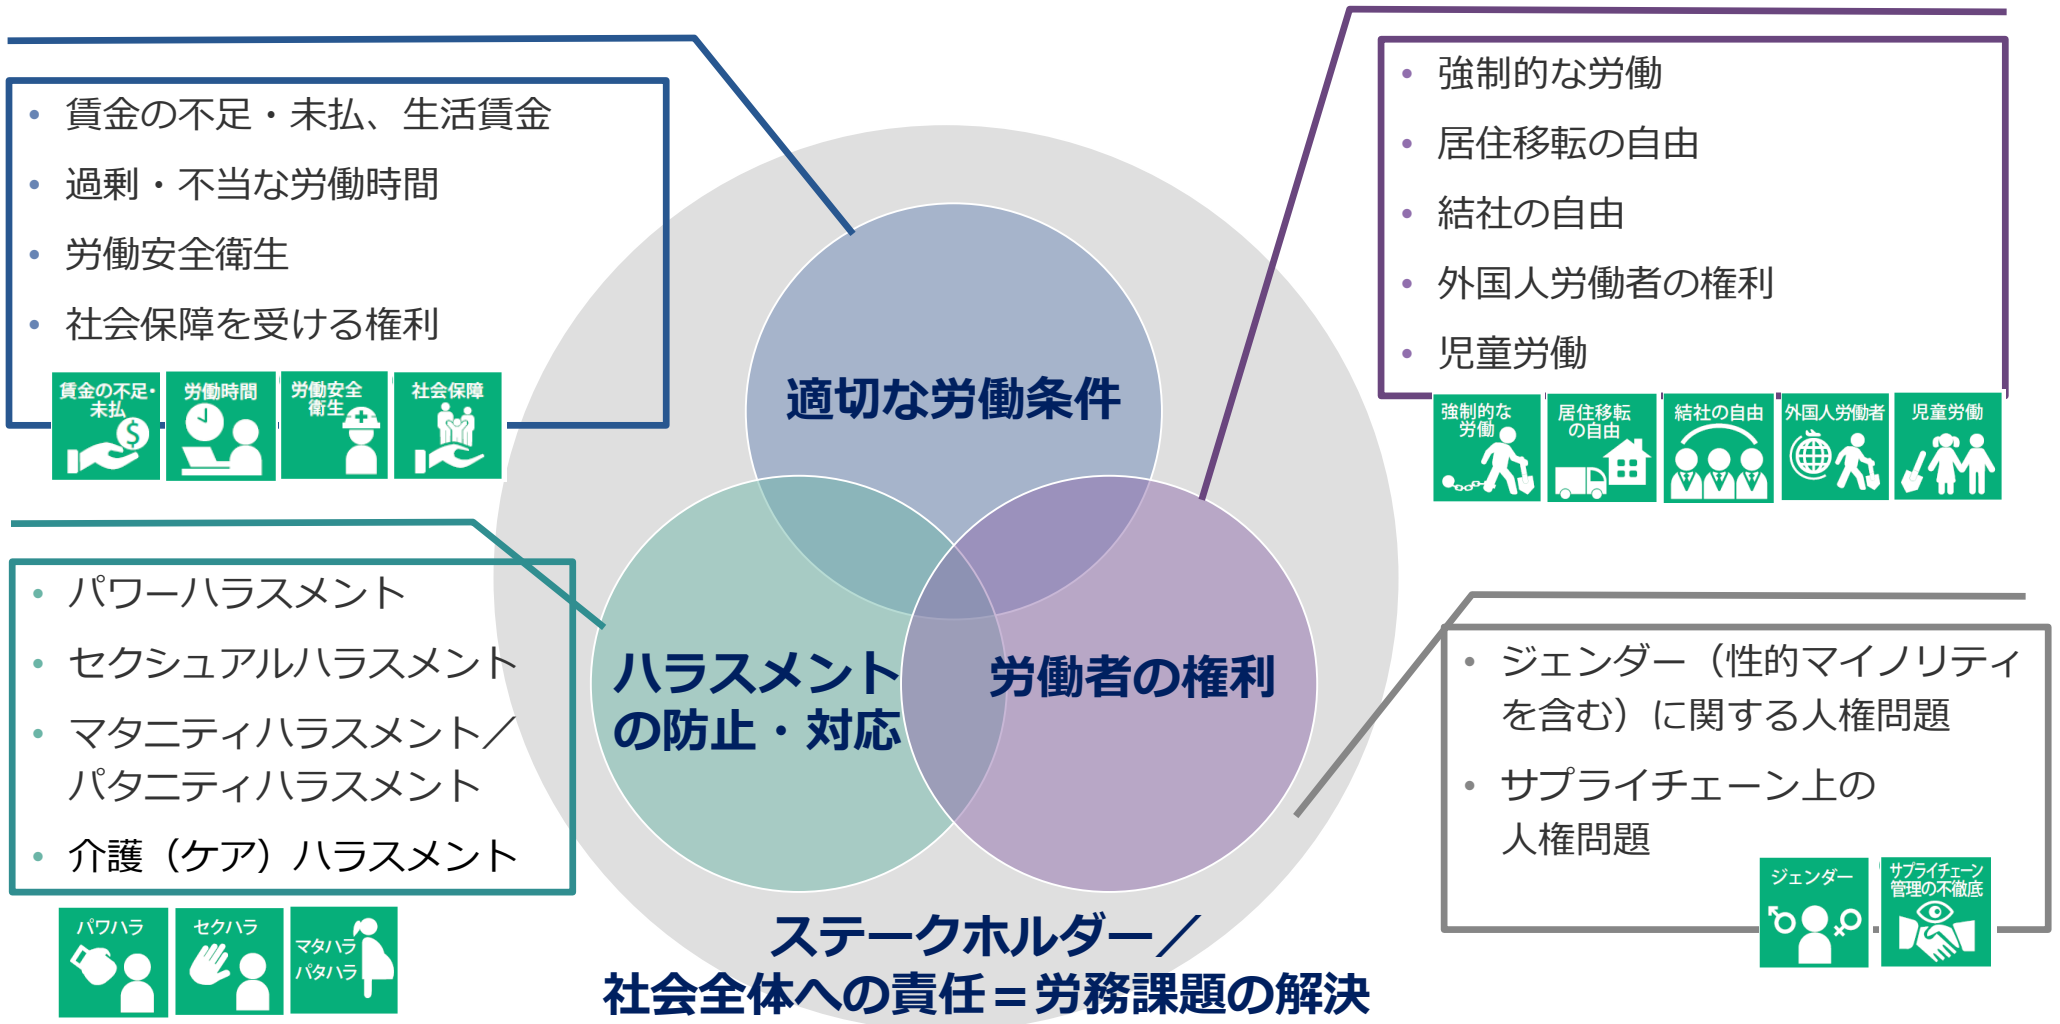 • 賃金の不足・未払、生活賃金
• 過剰・不当な労働時間
• 労働安全衛生
• 社会保障を受ける権利
賃金の不足・
未払
労働時間
労働安全
衛生
社会保障
• 強制的な労働
• 居住移転の自由
• 結社の自由
• 外国人労働者の権利
• 児童労働
強制的な
労働
居住移転
の自由
結社の自由
外国人労働者
児童労働
適切な労働条件
ハラスメント
の防止・対応
労働者の権利
• パワーハラスメント
• セクシュアルハラスメント
• マタニティハラスメント／
パタニティハラスメント
• 介護（ケア）ハラスメント
パワハラ
セクハラ
マタハラ
パタハラ
• ジェンダー（性的マイノリティ
を含む）に関する人権問題
• サプライチェーン上の
人権問題
ジェンダー
サプライチェーン
管理の不徹底
ステークホルダー／
社会全体への責任＝労務課題の解決